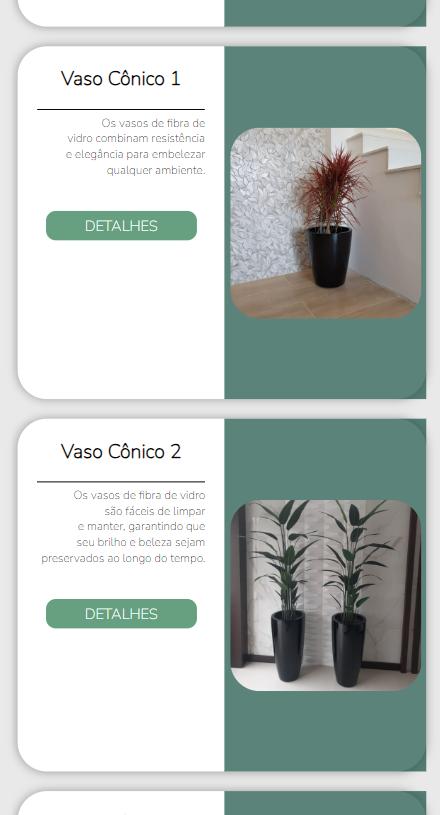 Vaso Cônico 1
Os vasos de fibra de
vidro combinam resistência
e elegância para embelezar
qualquer ambiente.
DETALHES
Vaso Cônico 2
Os vasos de fibra de vidro
são fáceis de limpar
e manter, garantindo que
seu brilho e beleza sejam
preservados ao longo do tempo.
DETALHES